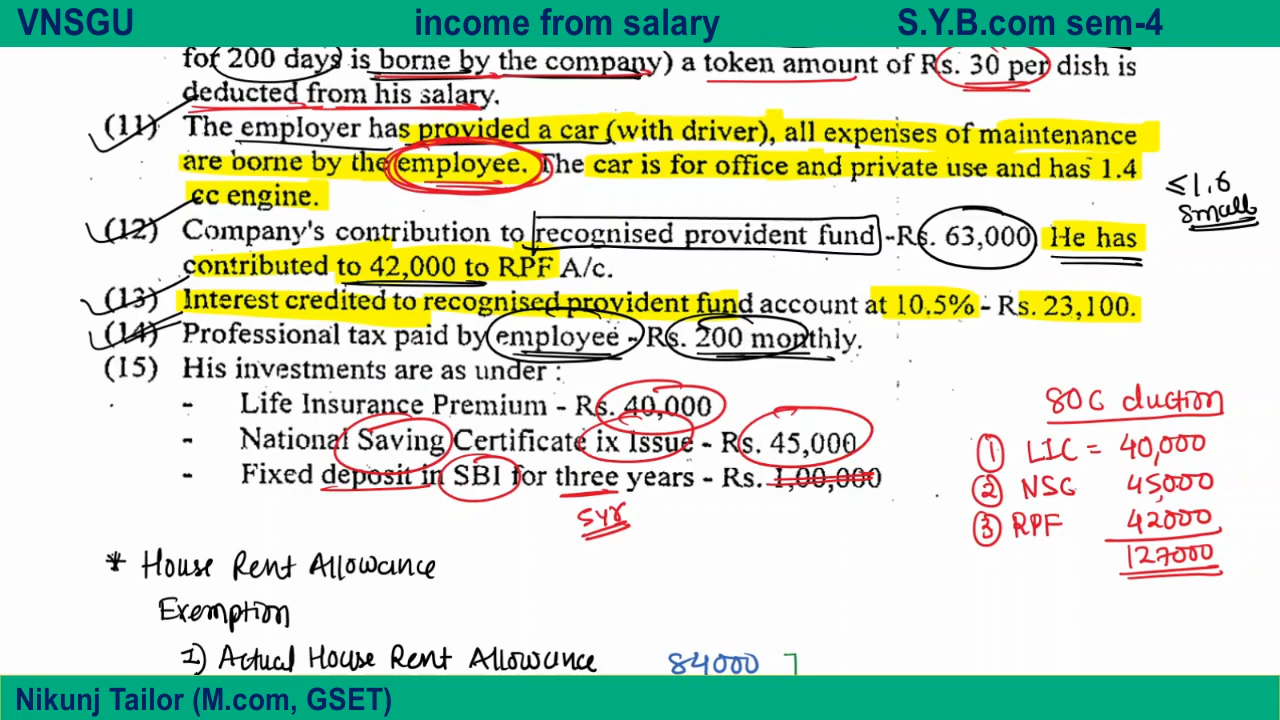 VNSGU income from salary S.Y.B.com sem-4
for 200 days is borne by the company) a token amount of Rs. 30 per dish is
deducted from his salary.
(11) The employer has provided a car (with driver), all expenses of maintenance
are borne by the employee. The car is for office and private use and has 1.4
cc engine.
≤1.6
small
(12) Company's contribution to recognised provident fund -Rs. 63,000 He has
contributed to 42,000 to RPF A/c.
(13) Interest credited to recognised provident fund account at 10.5% - Rs. 23,100.
(14) Professional tax paid by employee - Rs. 200 monthly.
(15) His investments are as under :
- Life Insurance Premium - Rs. 40,000
- National Saving Certificate ix Issue - Rs. 45,000
- Fixed deposit in SBI for three years - Rs. 1,00,000
5yr
80C duction
① LIC = 40,000
② NSC 45,000
③ RPF 42000
127000
* House Rent Allowance
Exemption
1) Actual House Rent Allowance 84000
Nikunj Tailor (M.com, GSET)